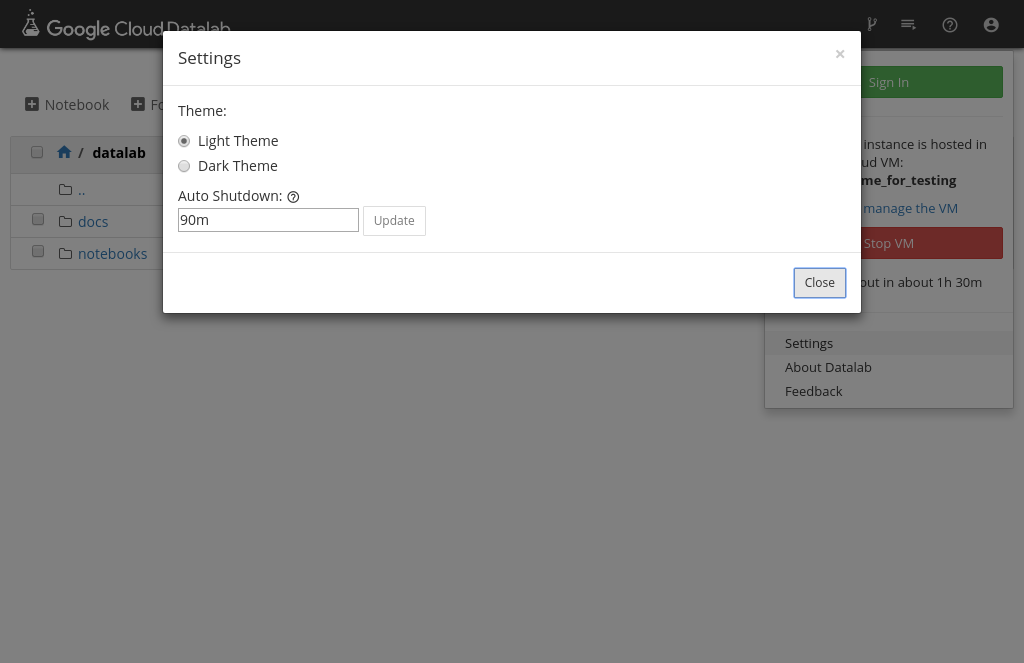 Google Cloud Datalab
Settings
×
Sign In
Notebook
Theme:
Light Theme
instance is hosted in
/ datalab
Dark Theme
VM:
me_for_testing
..
Auto Shutdown:
manage the VM
docs
90m
Update
Stop VM
notebooks
Close
out in about 1h 30m
Settings
About Datalab
Feedback